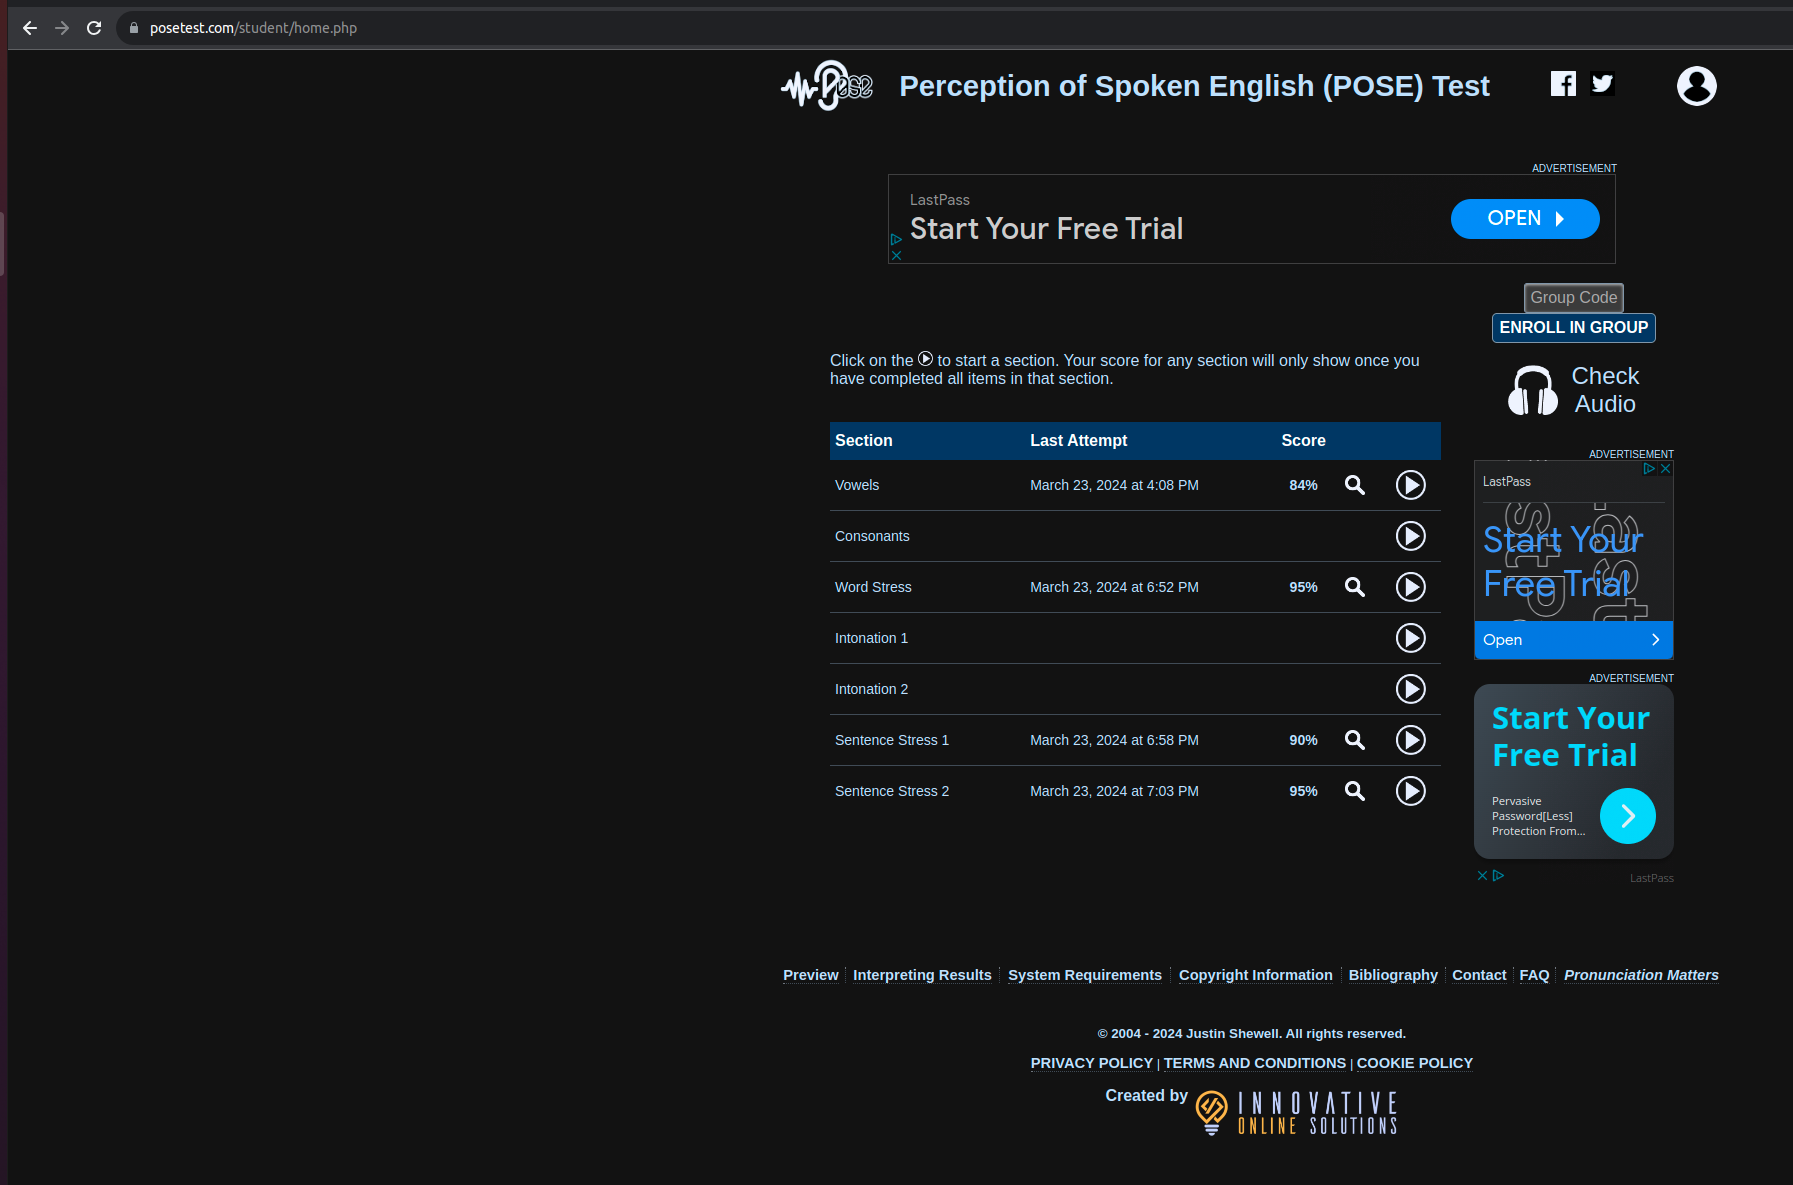 posetest.com/student/home.php
Pose
Perception of Spoken English (POSE) Test
ADVERTISEMENT
LastPass
Start Your Free Trial
OPEN
Group Code
ENROLL IN GROUP
Click on the to start a section. Your score for any section will only show once you
have completed all items in that section.
Check
Audio
Section Last Attempt Score
Vowels March 23, 2024 at 4:08 PM 84%
Consonants
Word Stress March 23, 2024 at 6:52 PM 95%
Intonation 1
Intonation 2
Sentence Stress 1 March 23, 2024 at 6:58 PM 90%
Sentence Stress 2 March 23, 2024 at 7:03 PM 95%
ADVERTISEMENT
LastPass
Start Your
Free Trial
Open
ADVERTISEMENT
Start Your
Free Trial
Pervasive
Password[Less]
Protection From...
LastPass
Preview Interpreting Results System Requirements Copyright Information Bibliography Contact FAQ Pronunciation Matters
© 2004 - 2024 Justin Shewell. All rights reserved.
PRIVACY POLICY | TERMS AND CONDITIONS | COOKIE POLICY
Created by
INNOVATIVE
ONLINE SOLUTIONS